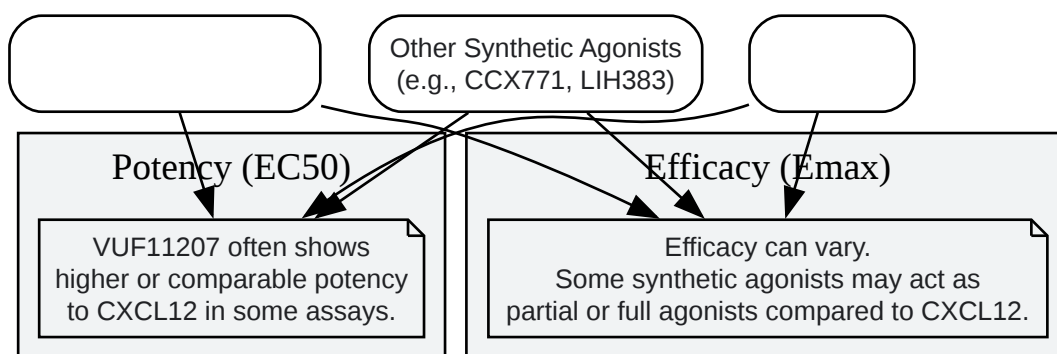 Other Synthetic Agonists
(e.g., CCX771, LIH383)
Potency (EC50)
Efficacy (Emax)
VUF11207 often shows
higher or comparable potency
to CXCL12 in some assays.
Efficacy can vary.
Some synthetic agonists may act as
partial or full agonists compared to CXCL12.